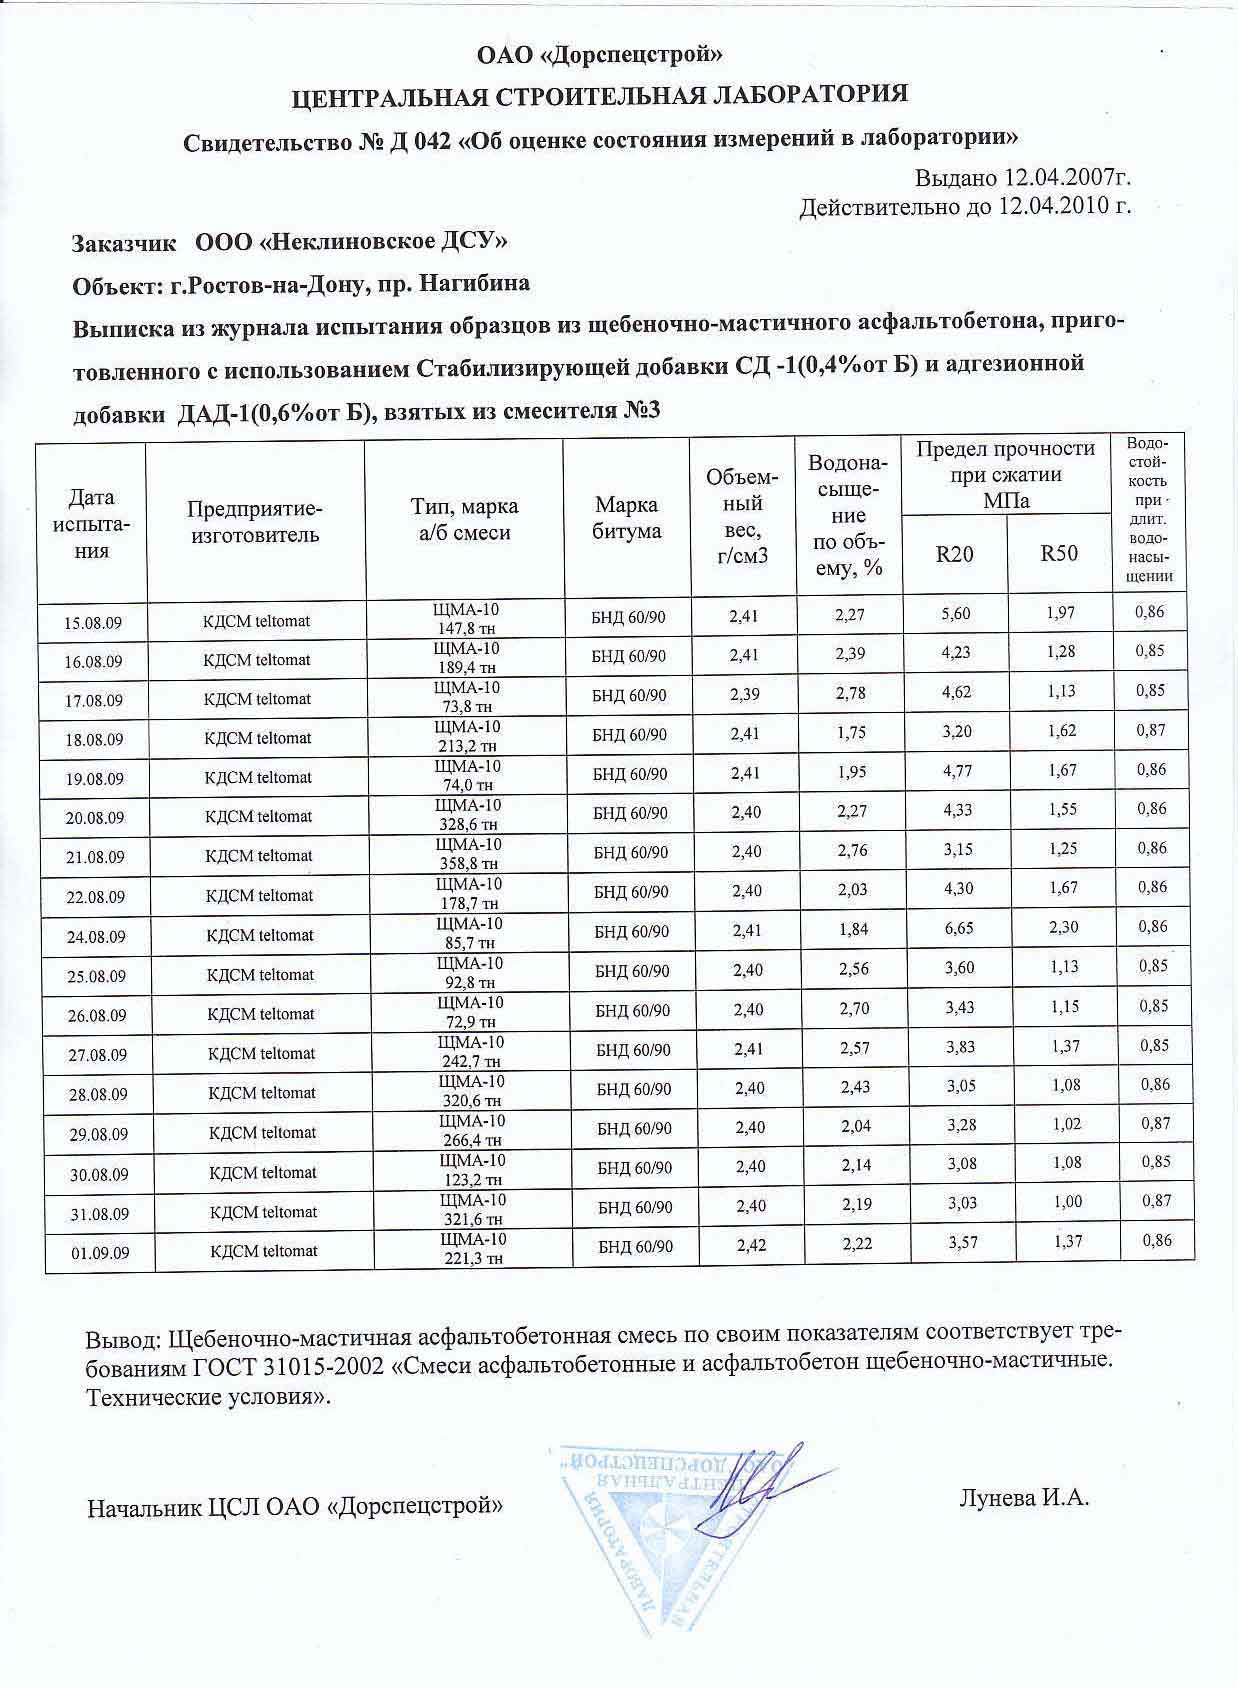 ОАО «Дорспецстрой»
ЦЕНТРАЛЬНАЯ СТРОИТЕЛЬНАЯ ЛАБОРАТОРИЯ
Свидетельство № Д 042 «Об оценке состояния измерений в лаборатории»
Выдано 12.04.2007г.
Действительно до 12.04.2010 г.
Заказчик ООО «Неклиновское ДСУ»
Объект: г.Ростов-на-Дону, пр. Нагибина
Выписка из журнала испытания образцов из щебеночно-мастичного асфальтобетона, приго-
товленного с использованием Стабилизирующей добавки СД -1(0,4%от Б) и адгезионной
добавки ДАД-1(0,6%от Б), взятых из смесителя №3
Дата
испыта-
ния
Предприятие-
изготовитель
Тип, марка
а/б смеси
Марка
битума
Объем-
ный
вес,
г/см3
Водона-
сыще-
ние
по объ-
ему, %
Предел прочности
при сжатии
МПа
R20 R50
Водо-
стой-
кость
при
длит.
водо-
насы-
щении
15.08.09 КДСМ teltomat ЩМА-10 147,8 тн БНД 60/90 2,41 2,27 5,60 1,97 0,86
16.08.09 КДСМ teltomat ЩМА-10 189,4 тн БНД 60/90 2,41 2,39 4,23 1,28 0,85
17.08.09 КДСМ teltomat ЩМА-10 73,8 тн БНД 60/90 2,39 2,78 4,62 1,13 0,85
18.08.09 КДСМ teltomat ЩМА-10 213,2 тн БНД 60/90 2,41 1,75 3,20 1,62 0,87
19.08.09 КДСМ teltomat ЩМА-10 74,0 тн БНД 60/90 2,41 1,95 4,77 1,67 0,86
20.08.09 КДСМ teltomat ЩМА-10 328,6 тн БНД 60/90 2,40 2,27 4,33 1,55 0,86
21.08.09 КДСМ teltomat ЩМА-10 358,8 тн БНД 60/90 2,40 2,76 3,15 1,25 0,86
22.08.09 КДСМ teltomat ЩМА-10 178,7 тн БНД 60/90 2,40 2,03 4,30 1,67 0,86
24.08.09 КДСМ teltomat ЩМА-10 85,7 тн БНД 60/90 2,41 1,84 6,65 2,30 0,86
25.08.09 КДСМ teltomat ЩМА-10 92,8 тн БНД 60/90 2,40 2,56 3,60 1,13 0,85
26.08.09 КДСМ teltomat ЩМА-10 72,9 тн БНД 60/90 2,40 2,70 3,43 1,15 0,85
27.08.09 КДСМ teltomat ЩМА-10 242,7 тн БНД 60/90 2,41 2,57 3,83 1,37 0,85
28.08.09 КДСМ teltomat ЩМА-10 320,6 тн БНД 60/90 2,40 2,43 3,05 1,08 0,86
29.08.09 КДСМ teltomat ЩМА-10 266,4 тн БНД 60/90 2,40 2,04 3,28 1,02 0,87
30.08.09 КДСМ teltomat ЩМА-10 123,2 тн БНД 60/90 2,40 2,14 3,08 1,08 0,85
31.08.09 КДСМ teltomat ЩМА-10 321,6 тн БНД 60/90 2,40 2,19 3,03 1,00 0,87
01.09.09 КДСМ teltomat ЩМА-10 221,3 тн БНД 60/90 2,42 2,22 3,57 1,37 0,86
Вывод: Щебеночно-мастичная асфальтобетонная смесь по своим показателям соответствует тре-
бованиям ГОСТ 31015-2002 «Смеси асфальтобетонные и асфальтобетон щебеночно-мастичные.
Технические условия».
Начальник ЦСЛ ОАО «Дорспецстрой» Лунева И.А.
ОАО "ДОРСПЕЦСТРОЙ"
ЦЕНТРАЛЬНАЯ
СТРОИТЕЛЬНАЯ
ЛАБОРАТОРИЯ